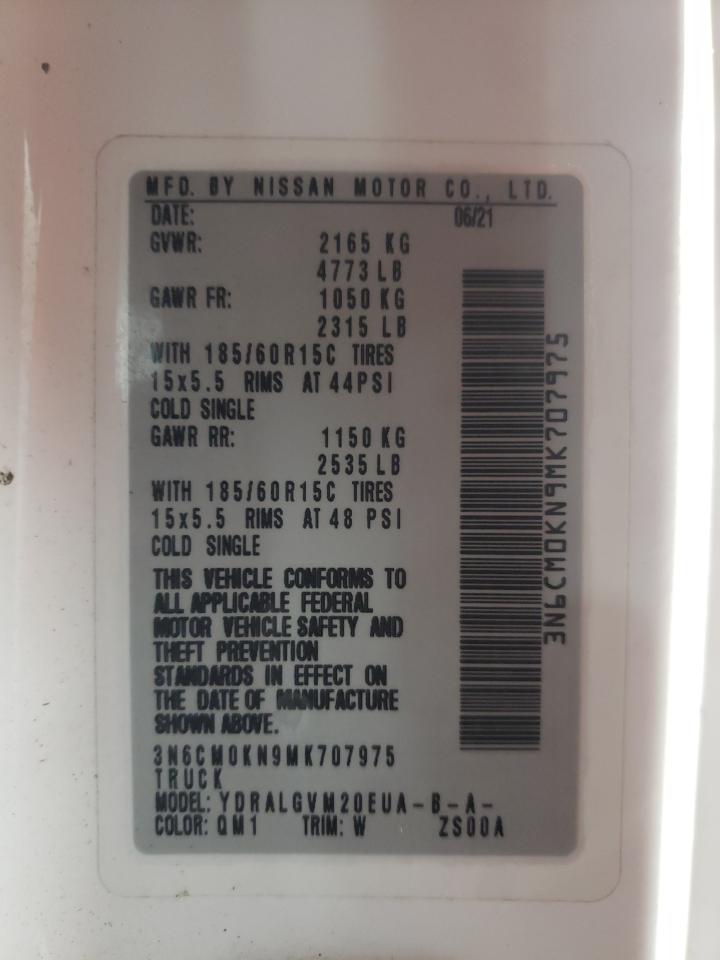 MFD. BY NISSAN MOTOR CO., LTD.
DATE: 06/21
GVWR: 2165 KG
4773 LB
GAWR FR: 1050 KG
2315 LB
WITH 185/60R15C TIRES
15x5.5 RIMS AT 44PSI
COLD SINGLE
GAWR RR: 1150 KG
2535 LB
WITH 185/60R15C TIRES
15x5.5 RIMS AT 48 PSI
COLD SINGLE
THIS VEHICLE CONFORMS TO
ALL APPLICABLE FEDERAL
MOTOR VEHICLE SAFETY AND
THEFT PREVENTION
STANDARDS IN EFFECT ON
THE DATE OF MANUFACTURE
SHOWN ABOVE.
3N6CM0KN9MK707975
TRUCK
MODEL: YDRALGVM20EUA-B-A-
COLOR: QM1 TRIM: W ZS00A
3N6CM0KN9MK707975